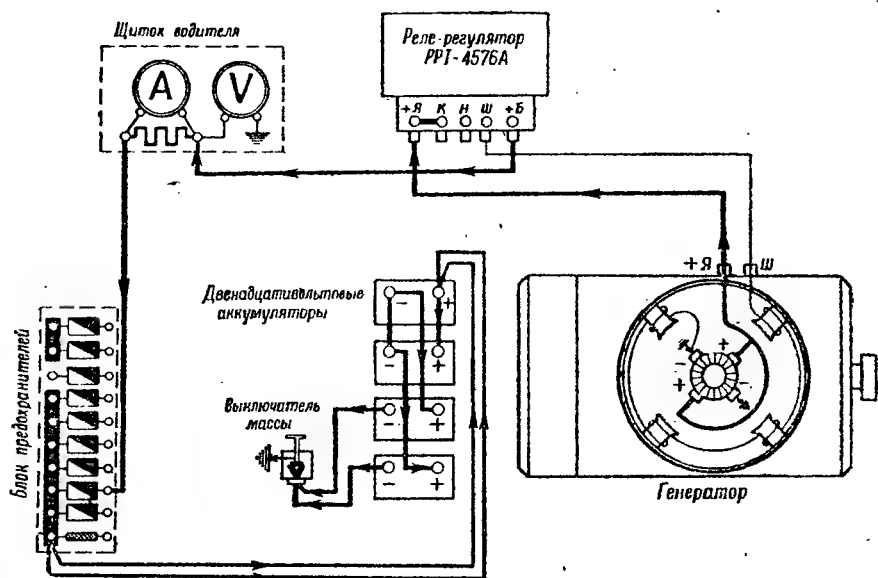 Щиток водителя
A
V
Реле-регулятор
РРТ-4576А
+Я К Н Ш +Б
+Я Ш
Двенадцативольтовые
аккумуляторы
- +
- +
Выключатель
массы
- +
- +
Блок предохранителей
+
-
+
-
Генератор